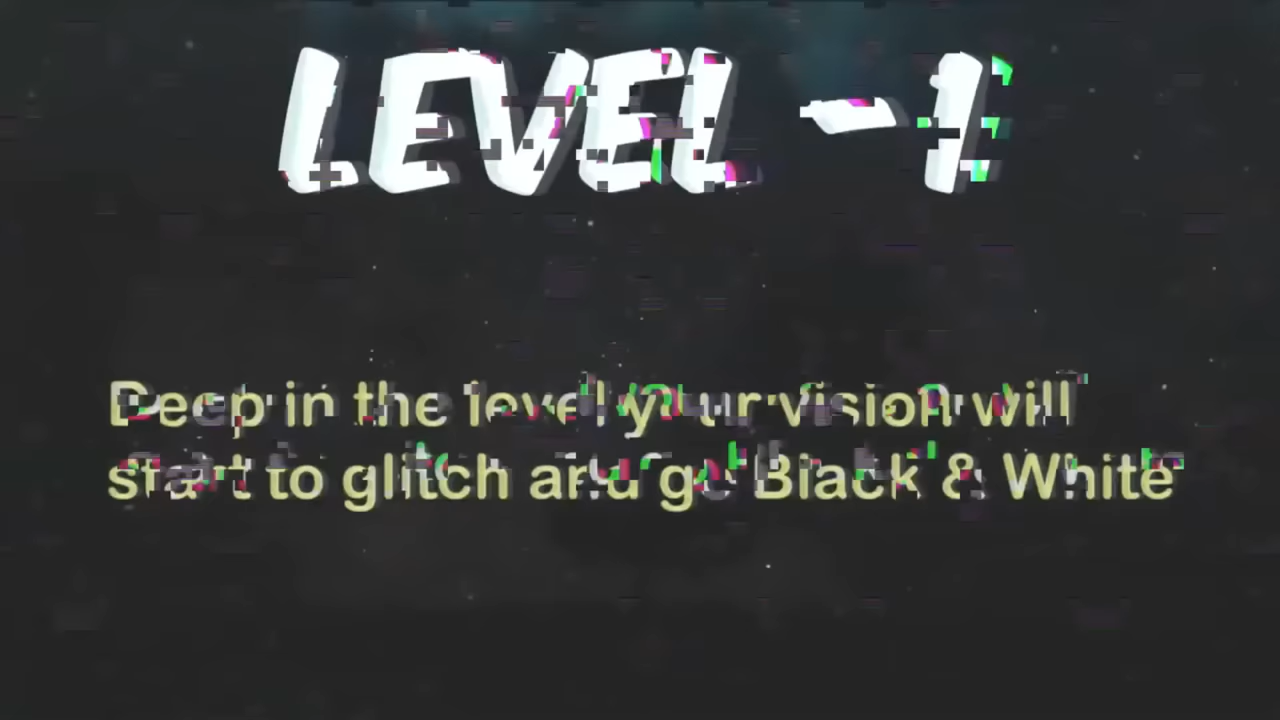 LEVEL -1
Deep in the level your vision will
start to glitch and go Black & White